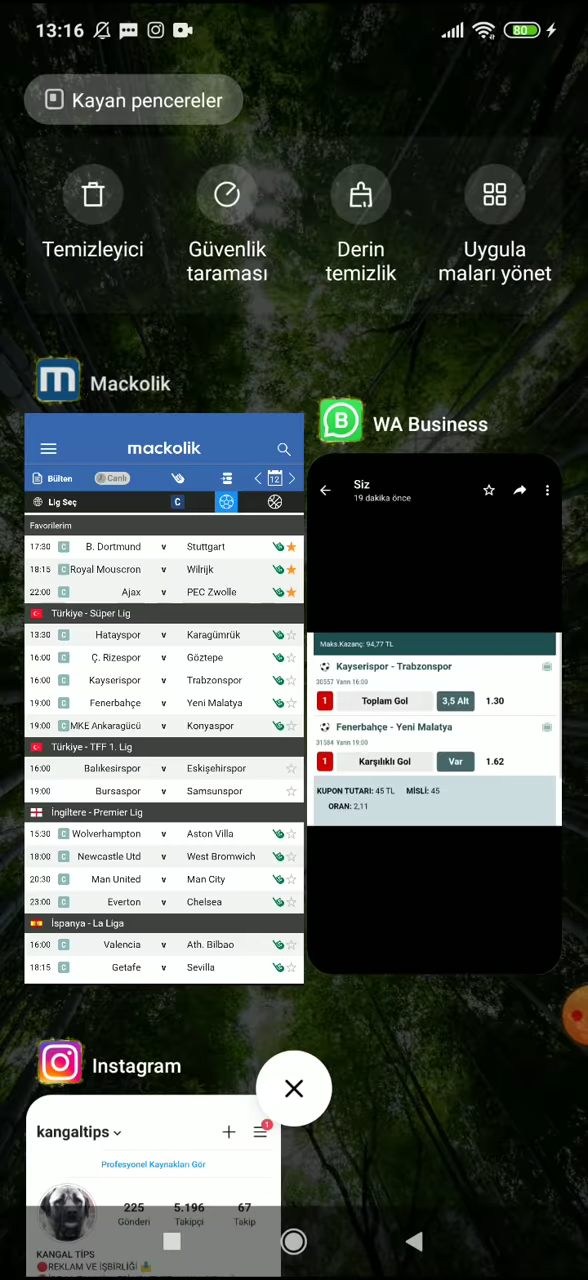 13:16
80
Kayan pencereler
Temizleyici
Güvenlik taraması
Derin temizlik
Uygula maları yönet
Mackolik
mackolik
Bülten
Canlı
12
Lig Seç
C
Favorilerim
17:30 C B. Dortmund v Stuttgart
18:15 C Royal Mouscron v Wilrijk
22:00 C Ajax v PEC Zwolle
Türkiye - Süper Lig
13:30 C Hatayspor v Karagümrük
16:00 C Ç. Rizespor v Göztepe
16:00 C Kayserispor v Trabzonspor
19:00 C Fenerbahçe v Yeni Malatya
19:00 C MKE Ankaragücü v Konyaspor
Türkiye - TFF 1. Lig
16:00 Balıkesirspor v Eskişehirspor
19:00 Bursaspor v Samsunspor
İngiltere - Premier Lig
15:30 C Wolverhampton v Aston Villa
18:00 C Newcastle Utd v West Bromwich
20:30 C Man United v Man City
23:00 C Everton v Chelsea
İspanya - La Liga
16:00 C Valencia v Ath. Bilbao
18:15 C Getafe v Sevilla
WA Business
Siz
19 dakika önce
Maks.Kazanç: 94,77 TL
Kayserispor - Trabzonspor
30557 Yarın 16:00
1 Toplam Gol 3,5 Alt 1.30
Fenerbahçe - Yeni Malatya
31584 Yarın 19:00
1 Karşılıklı Gol Var 1.62
KUPON TUTARI: 45 TL MİSLİ: 45
ORAN: 2,11
Instagram
kangaltips
1
Profesyonel Kaynakları Gör
225 5.196 67
Gönderi Takipçi Takip
KANGAL TİPS
REKLAM VE İŞBİRLİĞİ